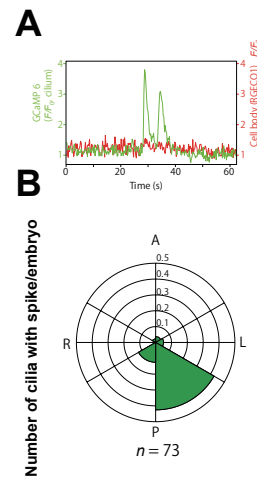 A
GCaMP 6
(F/F₀, cilium)
4
3
2
1
4
3
2
1
Cell body (RGECO1) F/F.
0 20 40 60
Time (s)
B
Number of cilia with spike/embryo
A
0.5
0.4
0.3
0.2
0.1
R
L
P
n = 73